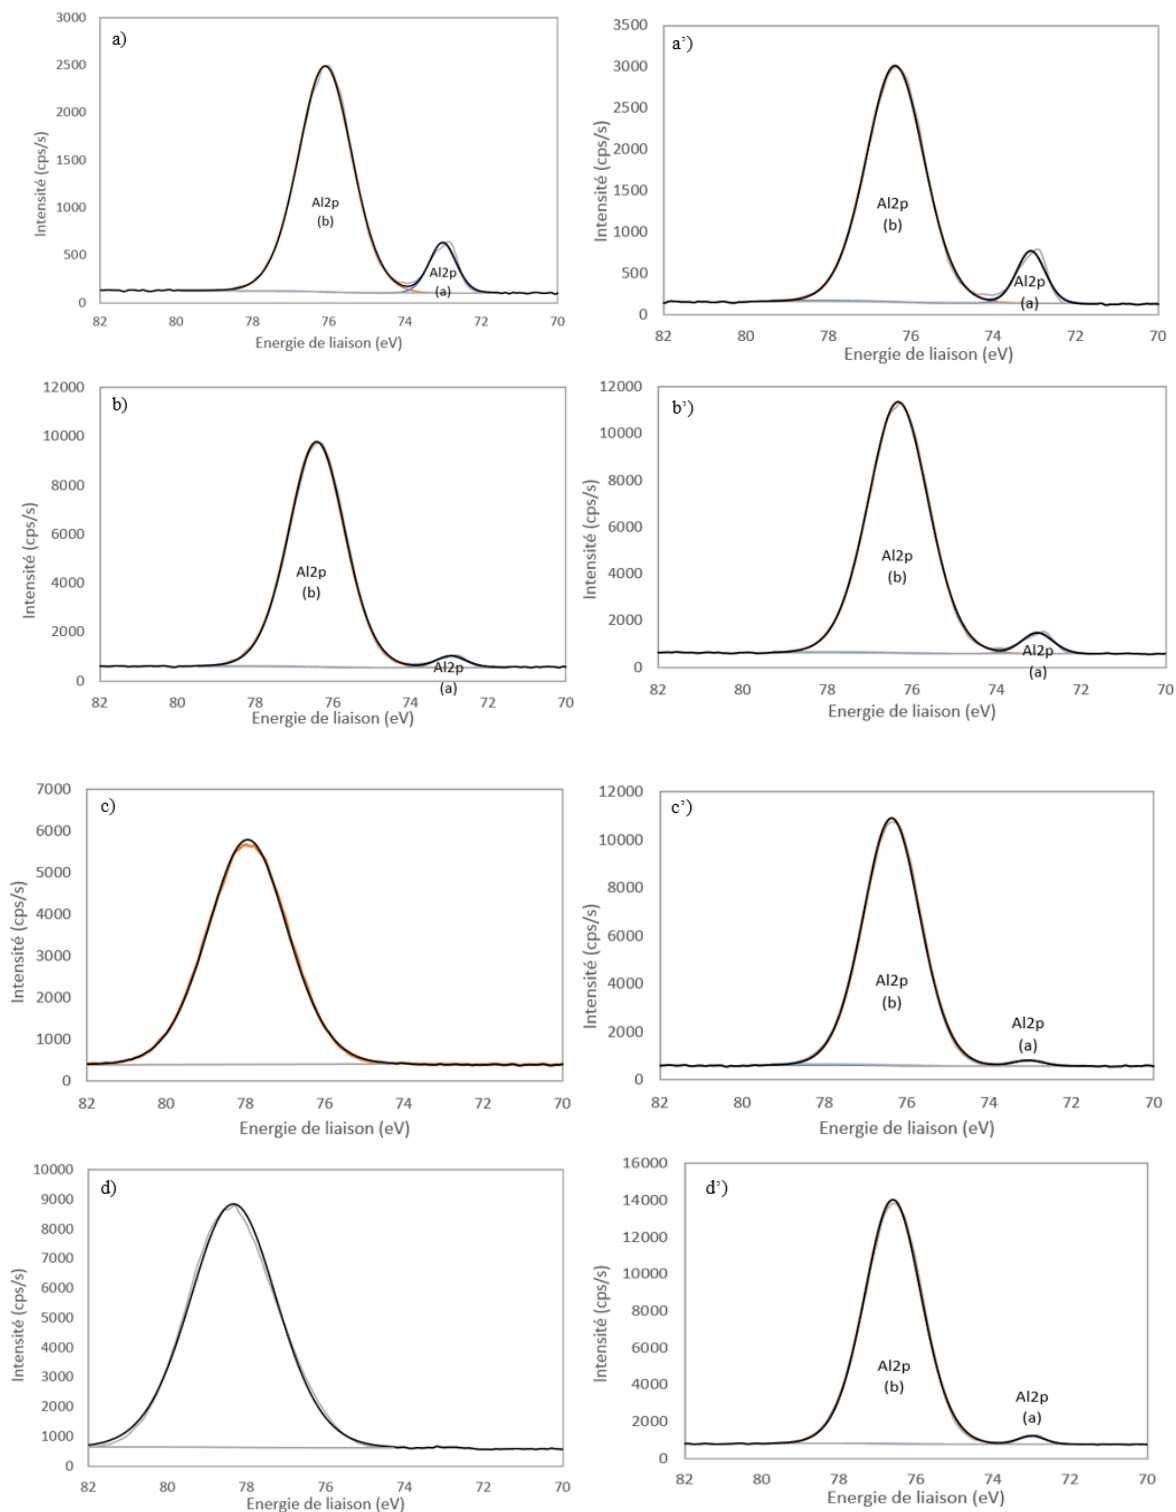 a)
3000
2500
2000
1500
1000
500
0
Intensité (cps/s)
Al2p
(b)
Al2p
(a)
82 80 78 76 74 72 70
Energie de liaison (eV)
a’)
3500
3000
2500
2000
1500
1000
500
0
Intensité (cps/s)
Al2p
(b)
Al2p
(a)
82 80 78 76 74 72 70
Energie de liaison (eV)
b)
12000
10000
8000
6000
4000
2000
0
Intensité (cps/s)
Al2p
(b)
Al2p
(a)
82 80 78 76 74 72 70
Energie de liaison (eV)
b’)
12000
10000
8000
6000
4000
2000
0
Intensité (cps/s)
Al2p
(b)
Al2p
(a)
82 80 78 76 74 72 70
Energie de liaison (eV)
c)
7000
6000
5000
4000
3000
2000
1000
0
Intensité (cps/s)
82 80 78 76 74 72 70
Energie de liaison (eV)
c’)
12000
10000
8000
6000
4000
2000
0
Intensité (cps/s)
Al2p
(b)
Al2p
(a)
82 80 78 76 74 72 70
Energie de liaison (eV)
d)
10000
9000
8000
7000
6000
5000
4000
3000
2000
1000
0
Intensité (cps/s)
82 80 78 76 74 72 70
Energie de liaison (eV)
d’)
16000
14000
12000
10000
8000
6000
4000
2000
0
Intensité (cps/s)
Al2p
(b)
Al2p
(a)
82 80 78 76 74 72 70
Energie de liaison (eV)